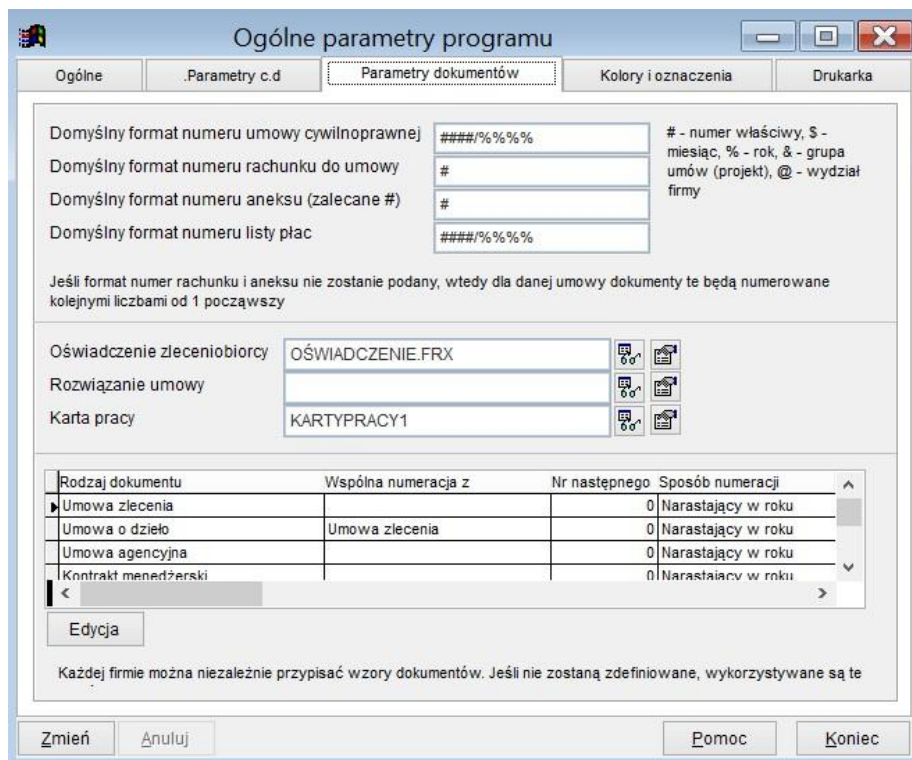 Ogólne parametry programu
Ogólne
.Parametry c.d
Parametry dokumentów
Kolory i oznaczenia
Drukarka
Domyślny format numeru umowy cywilnoprawnej
####/%%%%
Domyślny format numeru rachunku do umowy
#
Domyślny format numeru aneksu (zalecane #)
#
Domyślny format numeru listy płac
####/%%%%
# - numer właściwy, $ -
miesiąc, % - rok, & - grupa
umów (projekt), @ - wydział
firmy
Jeśli format numer rachunku i aneksu nie zostanie podany, wtedy dla danej umowy dokumenty te będą numerowane
kolejnymi liczbami od 1 począwszy
Oświadczenie zleceniobiorcy
OŚWIADCZENIE.FRX
Rozwiązanie umowy
Karta pracy
KARTYPRACY1
Rodzaj dokumentu Wspólna numeracja z Nr następnego Sposób numeracji
Umowa zlecenia 0 Narastający w roku
Umowa o dzieło Umowa zlecenia 0 Narastający w roku
Umowa agencyjna 0 Narastający w roku
Kontrakt menedżerski 0 Narastający w roku
Edycja
Każdej firmie można niezależnie przypisać wzory dokumentów. Jeśli nie zostaną zdefiniowane, wykorzystywane są te
Zmień
Anuluj
Pomoc
Koniec